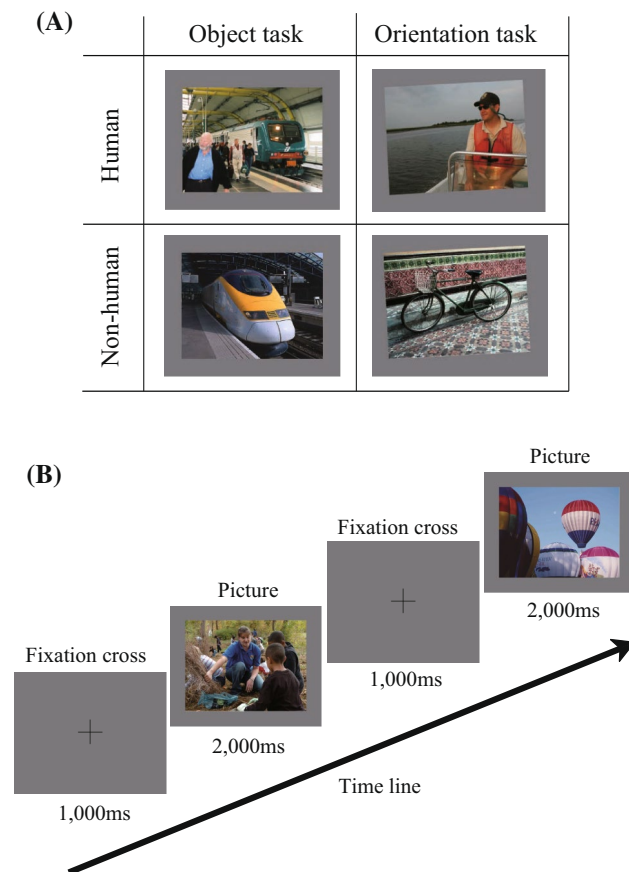 (A)
Object task Orientation task
Human
Non-human
(B)
Picture
Fixation cross
Picture
2,000ms
Fixation cross
1,000ms
2,000ms
Time line
1,000ms